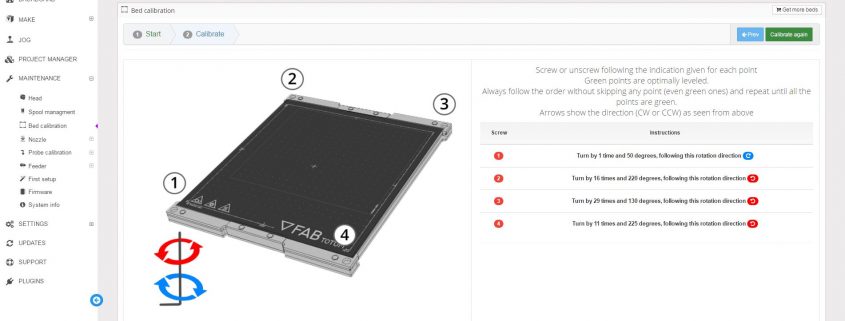 DASHBOARD
MAKE
JOG
PROJECT MANAGER
MAINTENANCE
Head
Spool managment
Bed calibration
Nozzle
Probe calibration
Feeder
First setup
Firmware
System info
SETTINGS
UPDATES
SUPPORT
PLUGINS
Bed calibration
Get more beds
1 Start
2 Calibrate
Prev
Calibrate again
1
2
3
4
FAB TOTUM
Screw or unscrew following the indication given for each point
Green points are optimally leveled.
Always follow the order without skipping any point (even green ones) and repeat until all the
points are green.
Arrows show the direction (CW or CCW) as seen from above
Screw Instructions
1 Turn by 1 time and 50 degrees, following this rotation direction
2 Turn by 16 times and 220 degrees, following this rotation direction
3 Turn by 29 times and 130 degrees, following this rotation direction
4 Turn by 11 times and 225 degrees, following this rotation direction